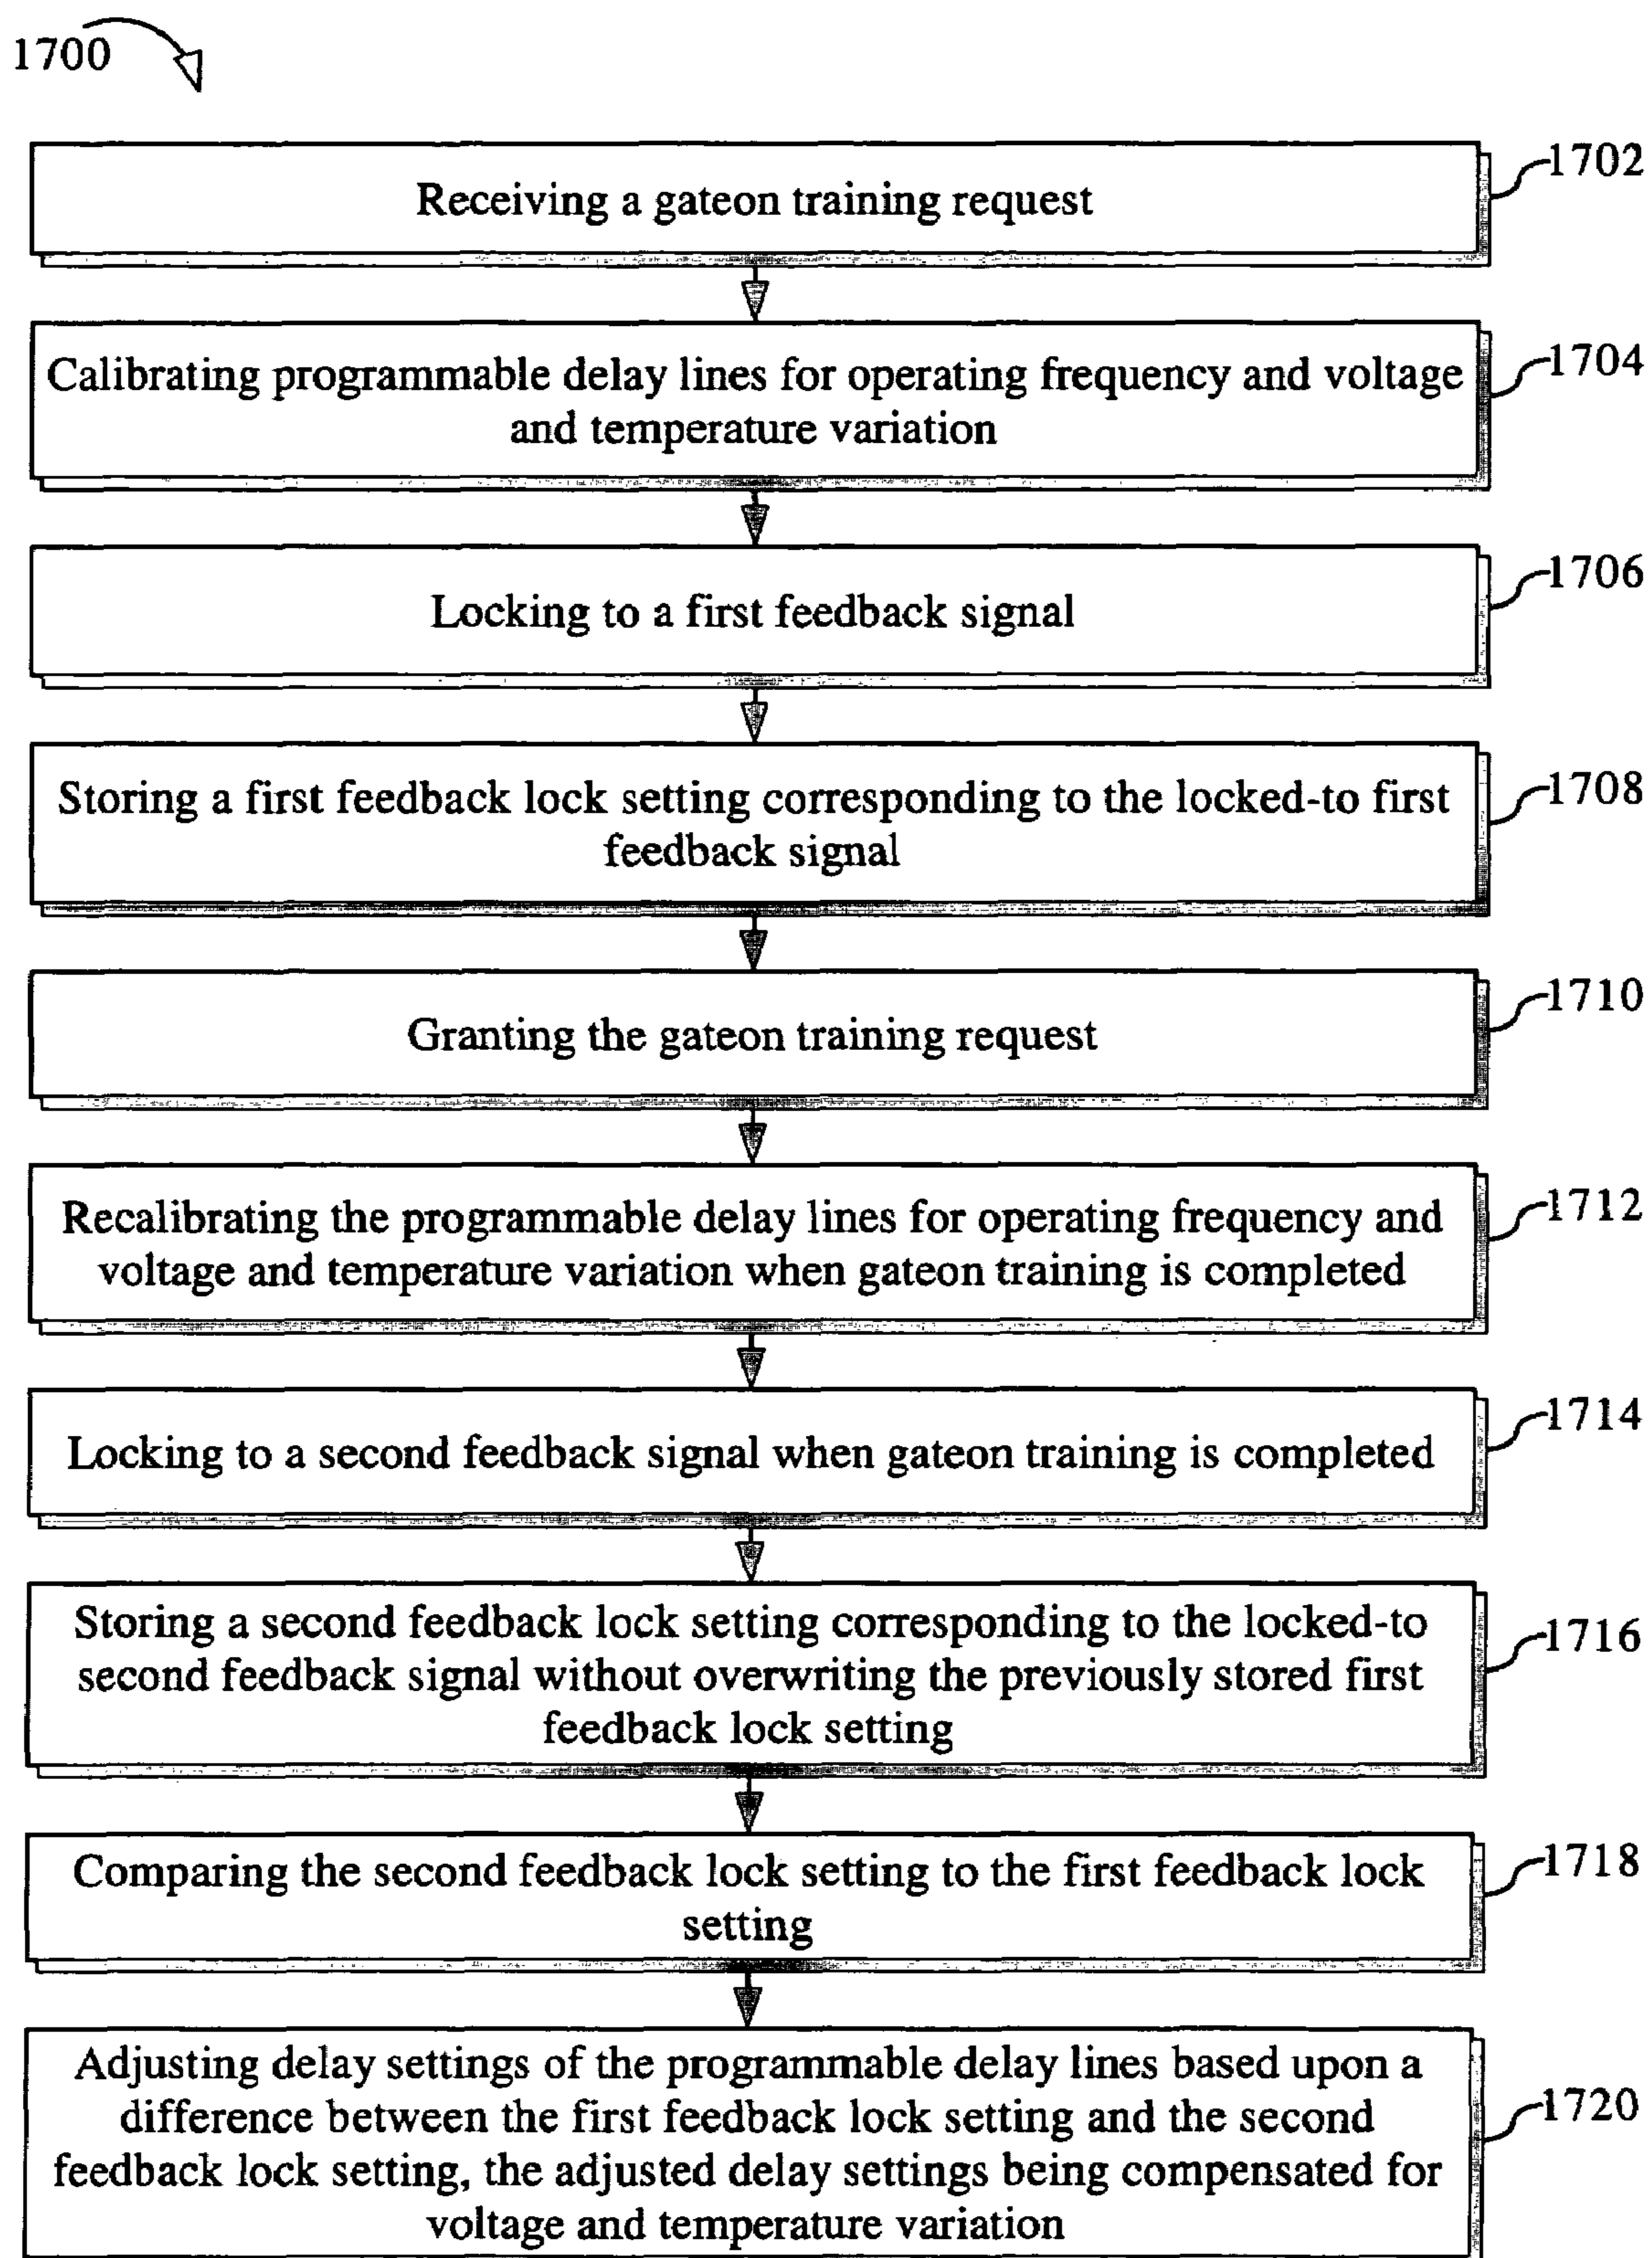 1700
Receiving a gateon training request
1702
Calibrating programmable delay lines for operating frequency and voltage
and temperature variation
1704
Locking to a first feedback signal
1706
Storing a first feedback lock setting corresponding to the locked-to first
feedback signal
1708
Granting the gateon training request
1710
Recalibrating the programmable delay lines for operating frequency and
voltage and temperature variation when gateon training is completed
1712
Locking to a second feedback signal when gateon training is completed
1714
Storing a second feedback lock setting corresponding to the locked-to
second feedback signal without overwriting the previously stored first
feedback lock setting
1716
Comparing the second feedback lock setting to the first feedback lock
setting
1718
Adjusting delay settings of the programmable delay lines based upon a
difference between the first feedback lock setting and the second
feedback lock setting, the adjusted delay settings being compensated for
voltage and temperature variation
1720